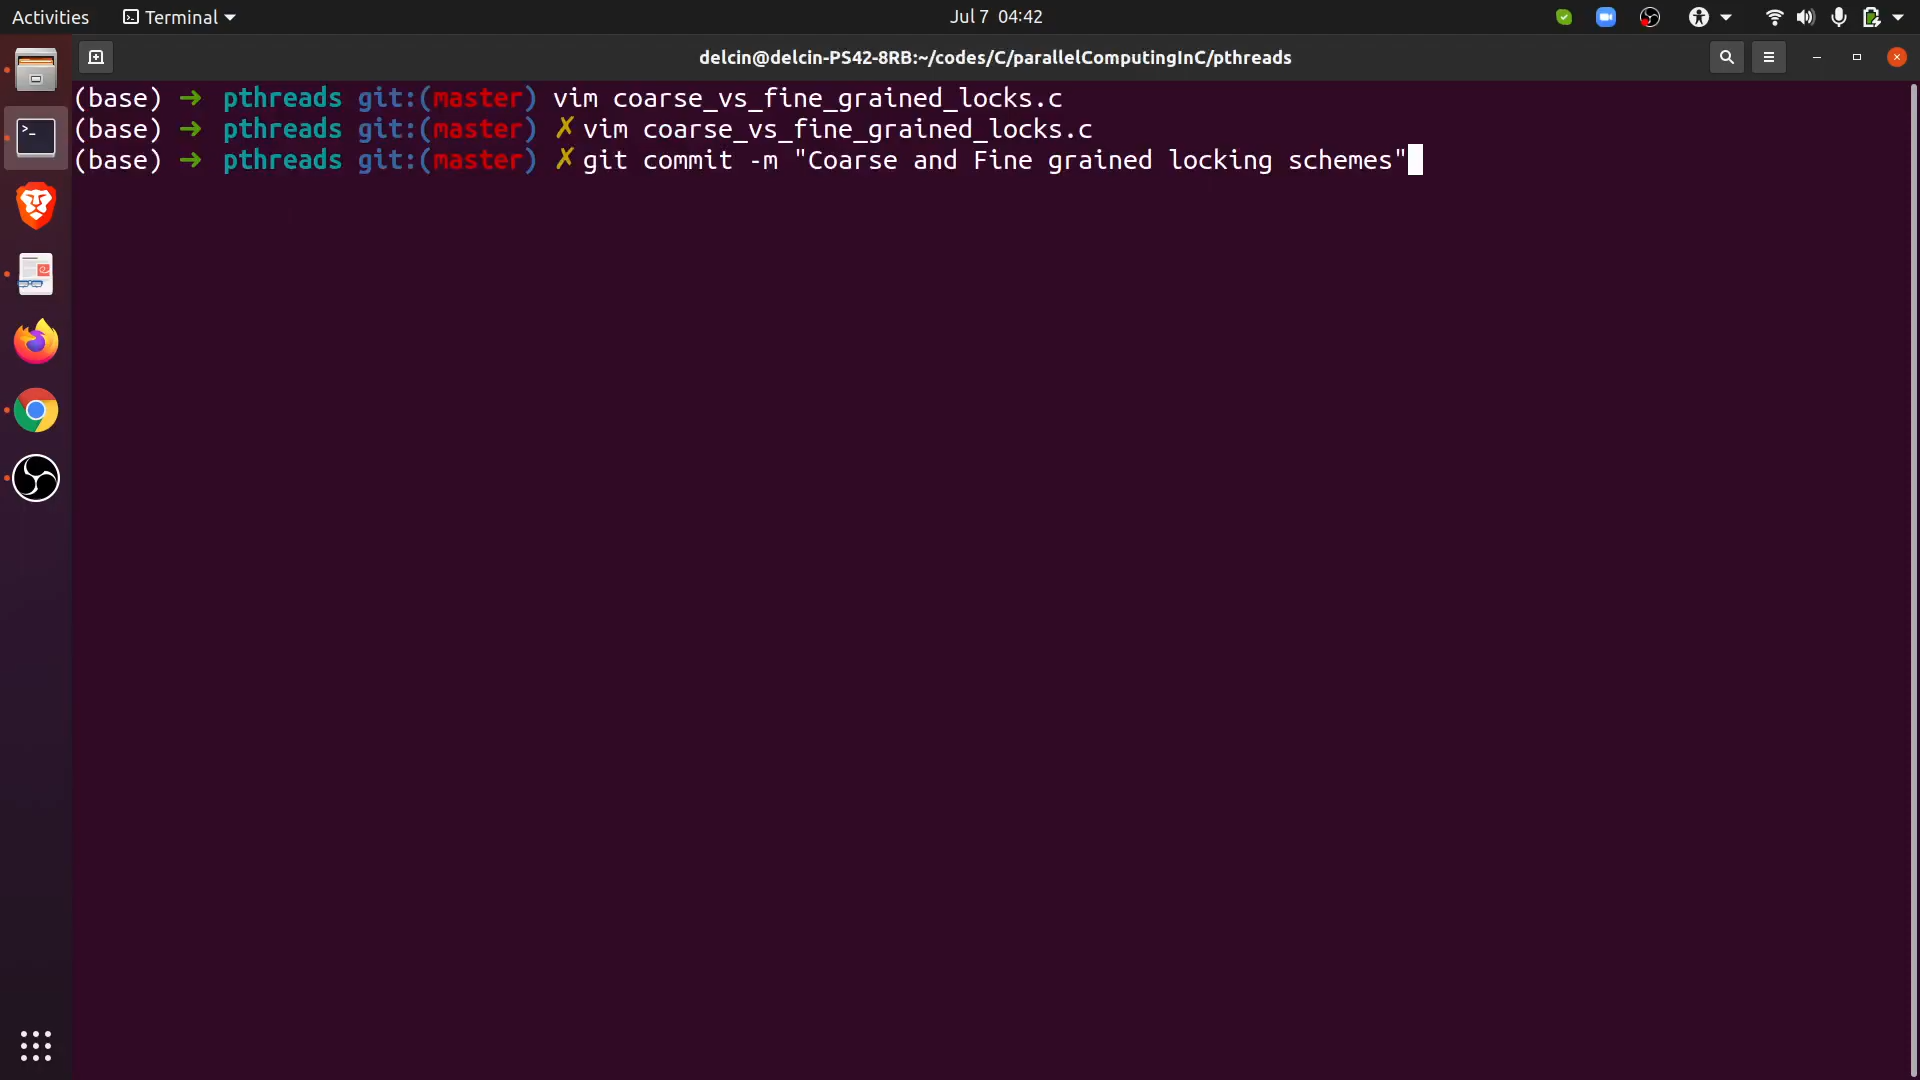 Activities Terminal Jul 7 04:42
delcin@delcin-PS42-8RB:~/codes/C/parallelComputingInC/pthreads
(base) ➜ pthreads git:(master) vim coarse_vs_fine_grained_locks.c
(base) ➜ pthreads git:(master) ✗ vim coarse_vs_fine_grained_locks.c
(base) ➜ pthreads git:(master) ✗ git commit -m "Coarse and Fine grained locking schemes"